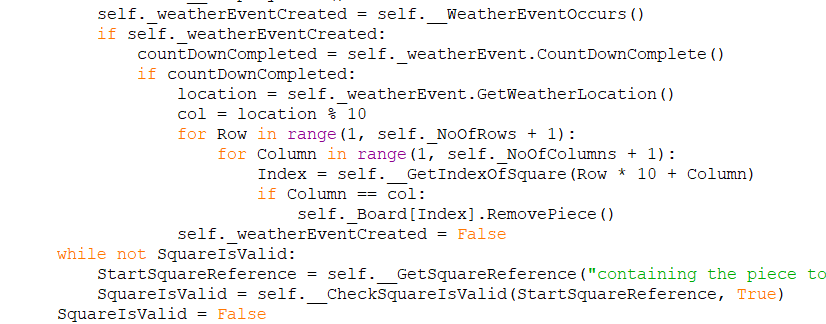 self._weatherEventCreated = self.__WeatherEventOccurs()
if self._weatherEventCreated:
countDownCompleted = self._weatherEvent.CountDownComplete()
if countDownCompleted:
location = self._weatherEvent.GetWeatherLocation()
col = location % 10
for Row in range(1, self._NoOfRows + 1):
for Column in range(1, self._NoOfColumns + 1):
Index = self.__GetIndexOfSquare(Row * 10 + Column)
if Column == col:
self._Board[Index].RemovePiece()
self._weatherEventCreated = False
while not SquareIsValid:
StartSquareReference = self.__GetSquareReference("containing the piece to
SquareIsValid = self.__CheckSquareIsValid(StartSquareReference, True)
SquareIsValid = False